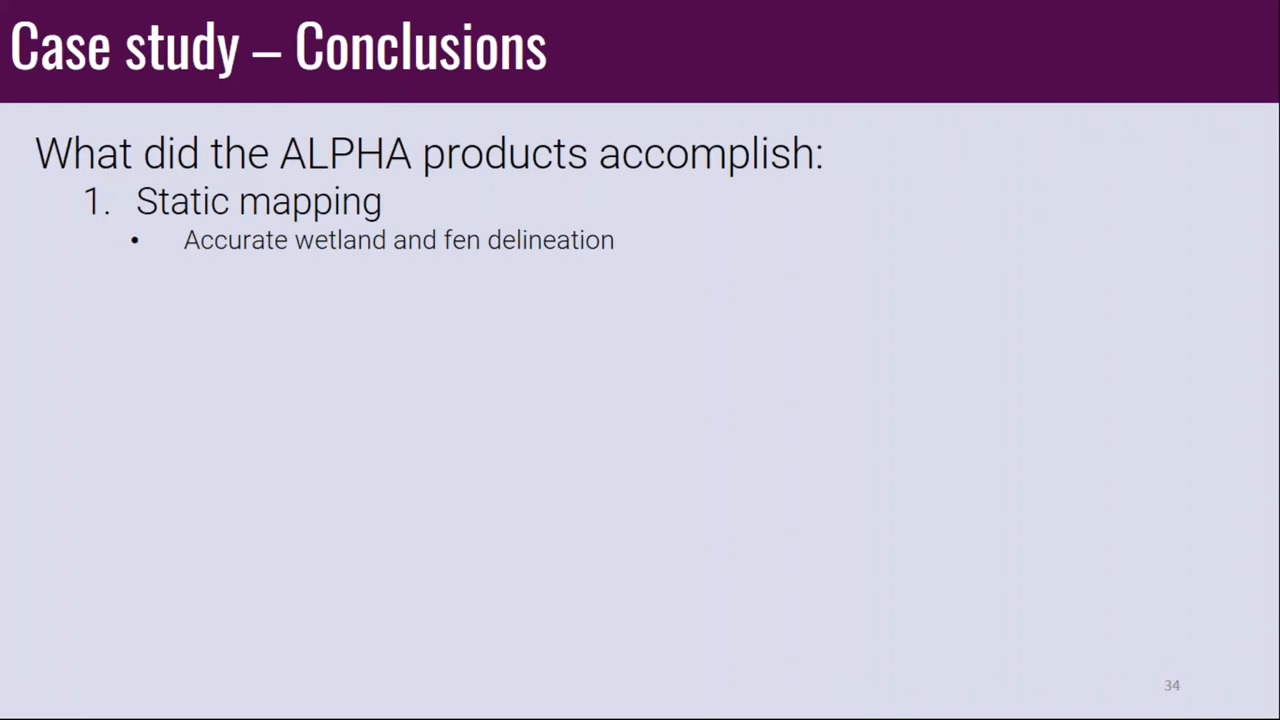 Case study – Conclusions
What did the ALPHA products accomplish:
1. Static mapping
• Accurate wetland and fen delineation
34